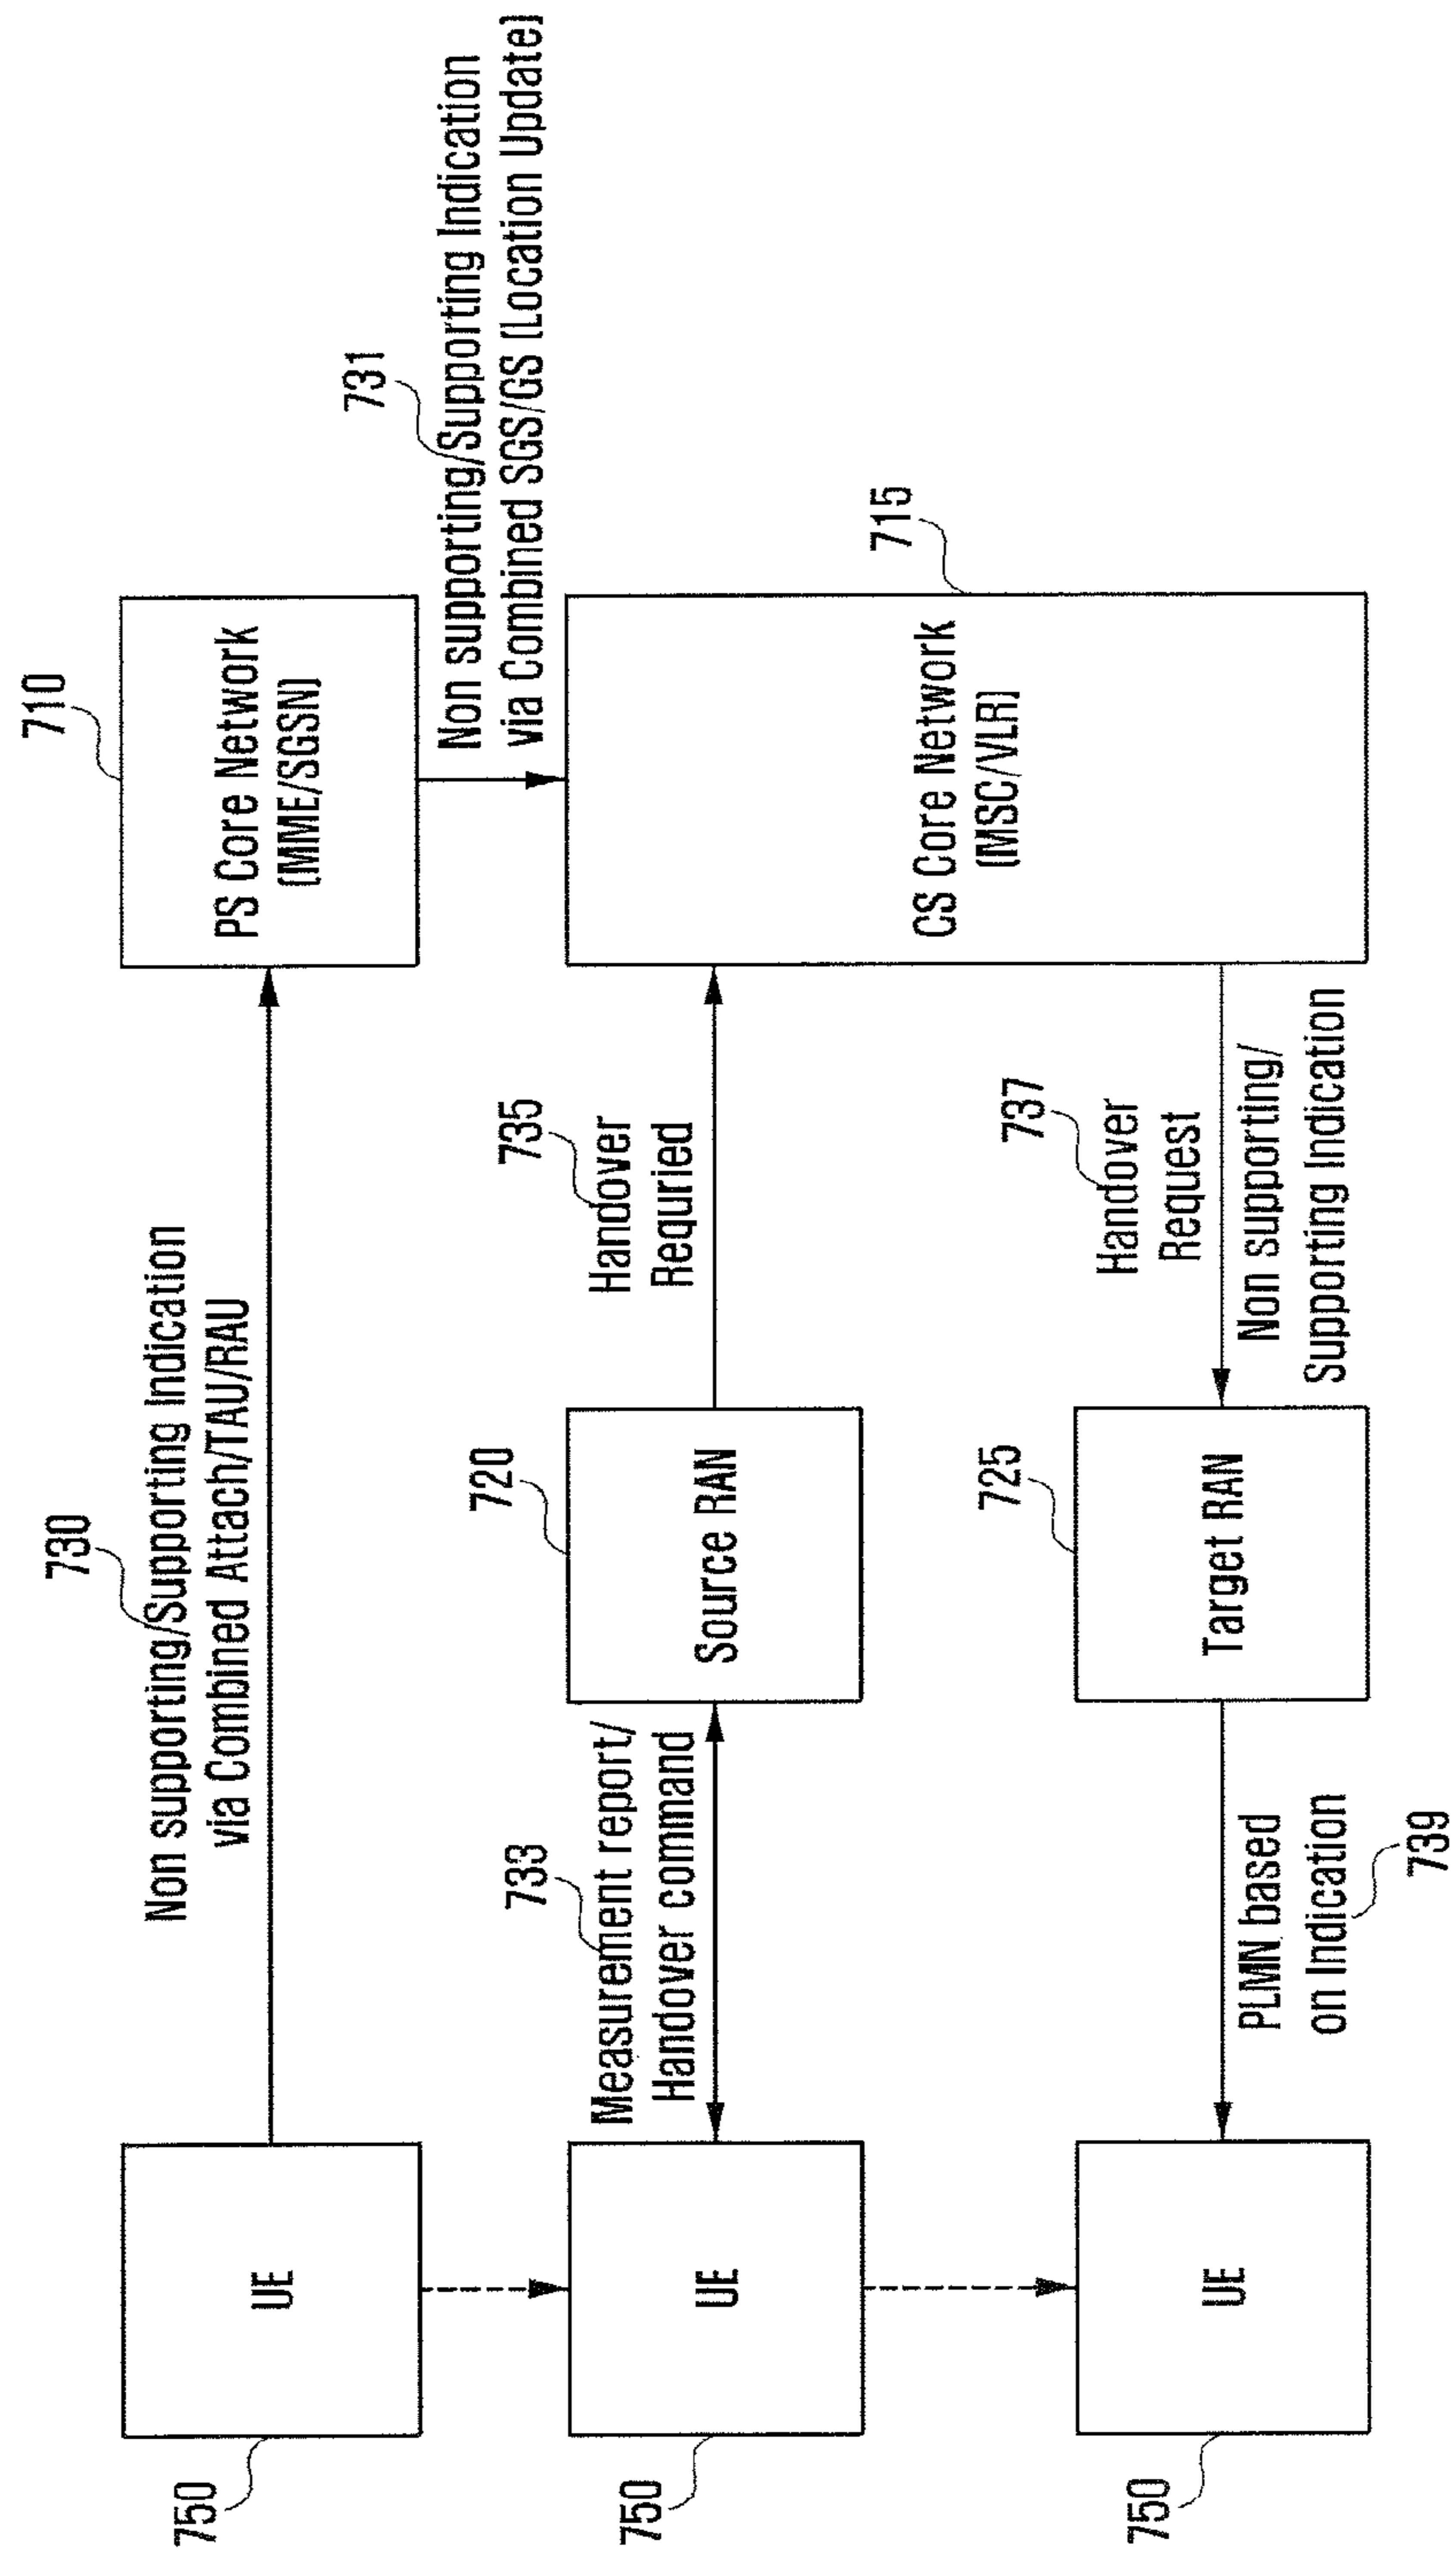 730
Non supporting/Supporting Indication
via Combined Attach/TAU/RAU
710
PS Core Network
(MME/SGSN)
UE
750
731
Non supporting/Supporting Indication
via Combined SGS/GS (Location Update)
733
Measurement report/
Handover command
720
Source RAN
735
Handover
Requried
715
CS Core Network
(MSC/VLR)
UE
750
725
Target RAN
737
Handover
Request
Non supporting/
Supporting Indication
PLMN based
on Indication
739
UE
750